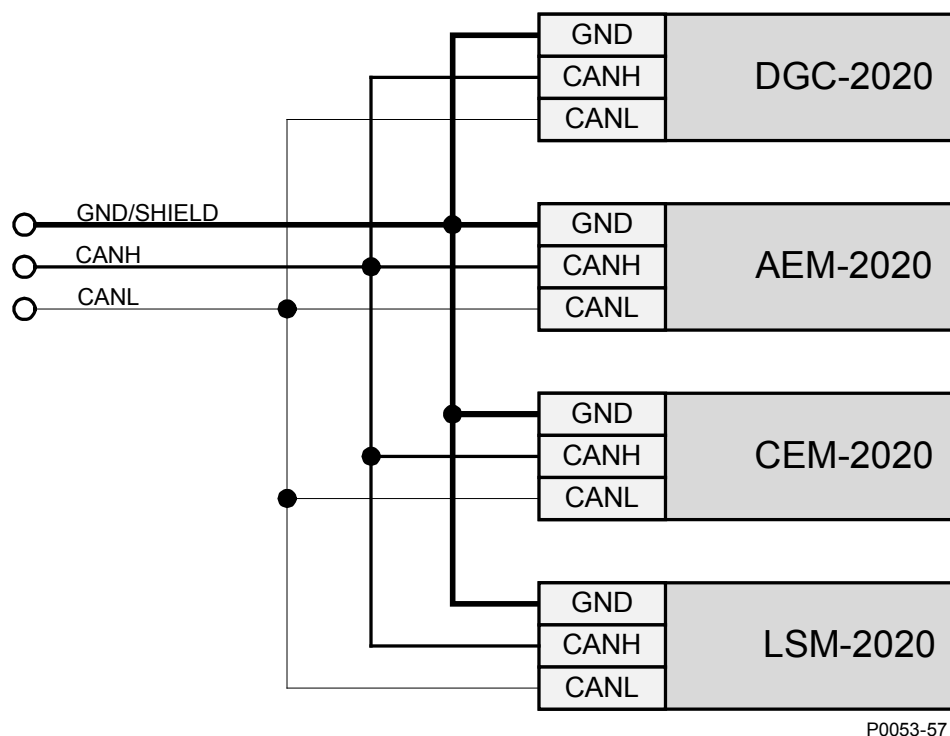 GND
CANH
CANL
DGC-2020
GND/SHIELD
CANH
CANL
GND
CANH
CANL
AEM-2020
GND
CANH
CANL
CEM-2020
GND
CANH
CANL
LSM-2020
P0053-57